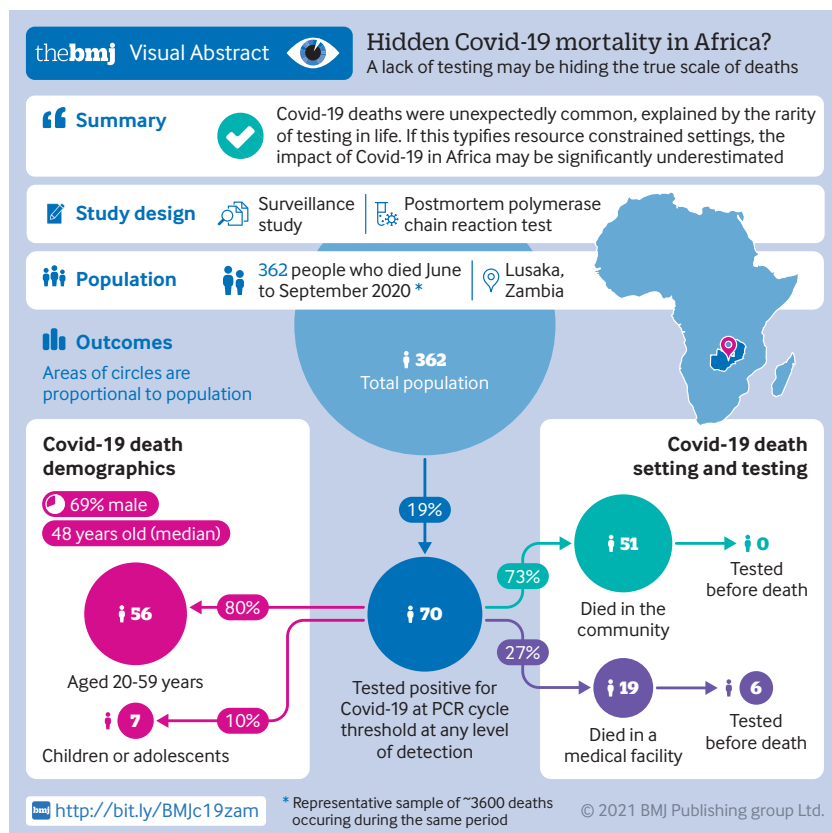 thebmj Visual Abstract
Hidden Covid-19 mortality in Africa?
A lack of testing may be hiding the true scale of deaths
Summary
Covid-19 deaths were unexpectedly common, explained by the rarity
of testing in life. If this typifies resource constrained settings, the
impact of Covid-19 in Africa may be significantly underestimated
Study design
Surveillance
study
Postmortem polymerase
chain reaction test
Population
362 people who died June
to September 2020 *
Lusaka,
Zambia
Outcomes
Areas of circles are
proportional to population
362
Total population
Covid-19 death
demographics
69% male
48 years old (median)
56
Aged 20-59 years
7
Children or adolescents
80%
10%
19%
70
Tested positive for
Covid-19 at PCR cycle
threshold at any level
of detection
73%
27%
Covid-19 death
setting and testing
51
Died in the
community
0
Tested
before death
19
Died in a
medical facility
6
Tested
before death
bmj http://bit.ly/BMJc19zam
* Representative sample of ~3600 deaths
occuring during the same period
© 2021 BMJ Publishing group Ltd.